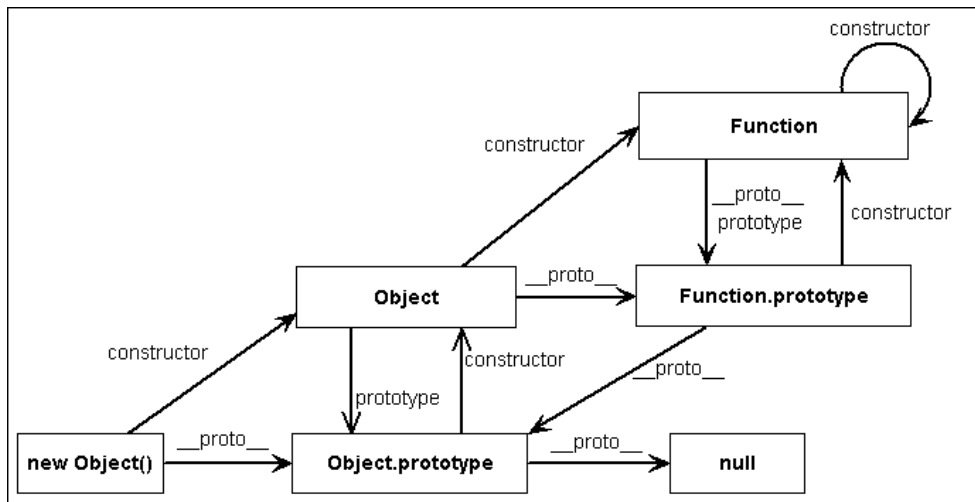 constructor
Function
constructor
__proto__
prototype
constructor
Object
__proto__
Function.prototype
constructor
constructor
__proto__
prototype
new Object()
__proto__
Object.prototype
__proto__
null